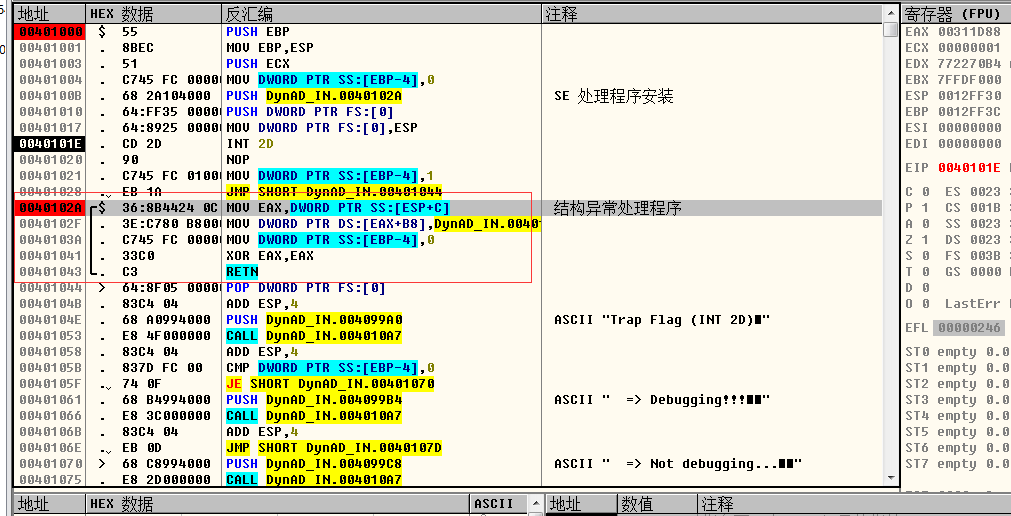 地址 HEX 数据 反汇编 注释 寄存器 (FPU)
00401000 $ 55 PUSH EBP EAX 00311D88
00401001 . 8BEC MOV EBP,ESP ECX 00000001
00401003 . 51 PUSH ECX EDX 772270B4
00401004 . C745 FC 0000 MOV DWORD PTR SS:[EBP-4],0 EBX 7FFDF000
0040100B . 68 2A104000 PUSH DynAD_IN.0040102A SE 处理程序安装 ESP 0012FF30
00401010 . 64:FF35 0000 PUSH DWORD PTR FS:[0] EBP 0012FF3C
00401017 . 64:8925 0000 MOV DWORD PTR FS:[0],ESP ESI 00000000
0040101E . CD 2D INT 2D EDI 00000000
00401020 . 90 NOP EIP 0040101E
00401021 . C745 FC 0100 MOV DWORD PTR SS:[EBP-4],1 C 0 ES 0023
00401028 . EB 1A JMP SHORT DynAD_IN.00401044 P 1 CS 001B
0040102A $ 36:8B4424 0C MOV EAX,DWORD PTR SS:[ESP+C] 结构异常处理程序 A 0 SS 0023
0040102F . 3E:C780 B800 MOV DWORD PTR DS:[EAX+B8],DynAD_IN.0040 Z 1 DS 0023
0040103A . C745 FC 0000 MOV DWORD PTR SS:[EBP-4],0 S 0 FS 003B
00401041 . 33C0 XOR EAX,EAX T 0 GS 0000
00401043 . C3 RETN D 0
00401044 > 64:8F05 0000 POP DWORD PTR FS:[0] O 0 LastErr
0040104B . 83C4 04 ADD ESP,4
0040104E . 68 A0994000 PUSH DynAD_IN.004099A0 ASCII "Trap Flag (INT 2D)■" EFL 00000246
00401053 . E8 4F000000 CALL DynAD_IN.004010A7 ST0 empty 0.0
00401058 . 83C4 04 ADD ESP,4 ST1 empty 0.0
0040105B . 837D FC 00 CMP DWORD PTR SS:[EBP-4],0 ST2 empty 0.0
0040105F . 74 0F JE SHORT DynAD_IN.00401070 ST3 empty 0.0
00401061 . 68 B4994000 PUSH DynAD_IN.004099B4 ASCII "  => Debugging!!!■■" ST4 empty 0.0
00401066 . E8 3C000000 CALL DynAD_IN.004010A7 ST5 empty 0.0
0040106B . 83C4 04 ADD ESP,4 ST6 empty 0.0
0040106E . EB 0D JMP SHORT DynAD_IN.0040107D ST7 empty 0.0
00401070 > 68 C8994000 PUSH DynAD_IN.004099C8 ASCII "  => Not debugging...■■"
00401075 . E8 2D000000 CALL DynAD_IN.004010A7
地址 HEX 数据 ASCII 地址 数值 注释